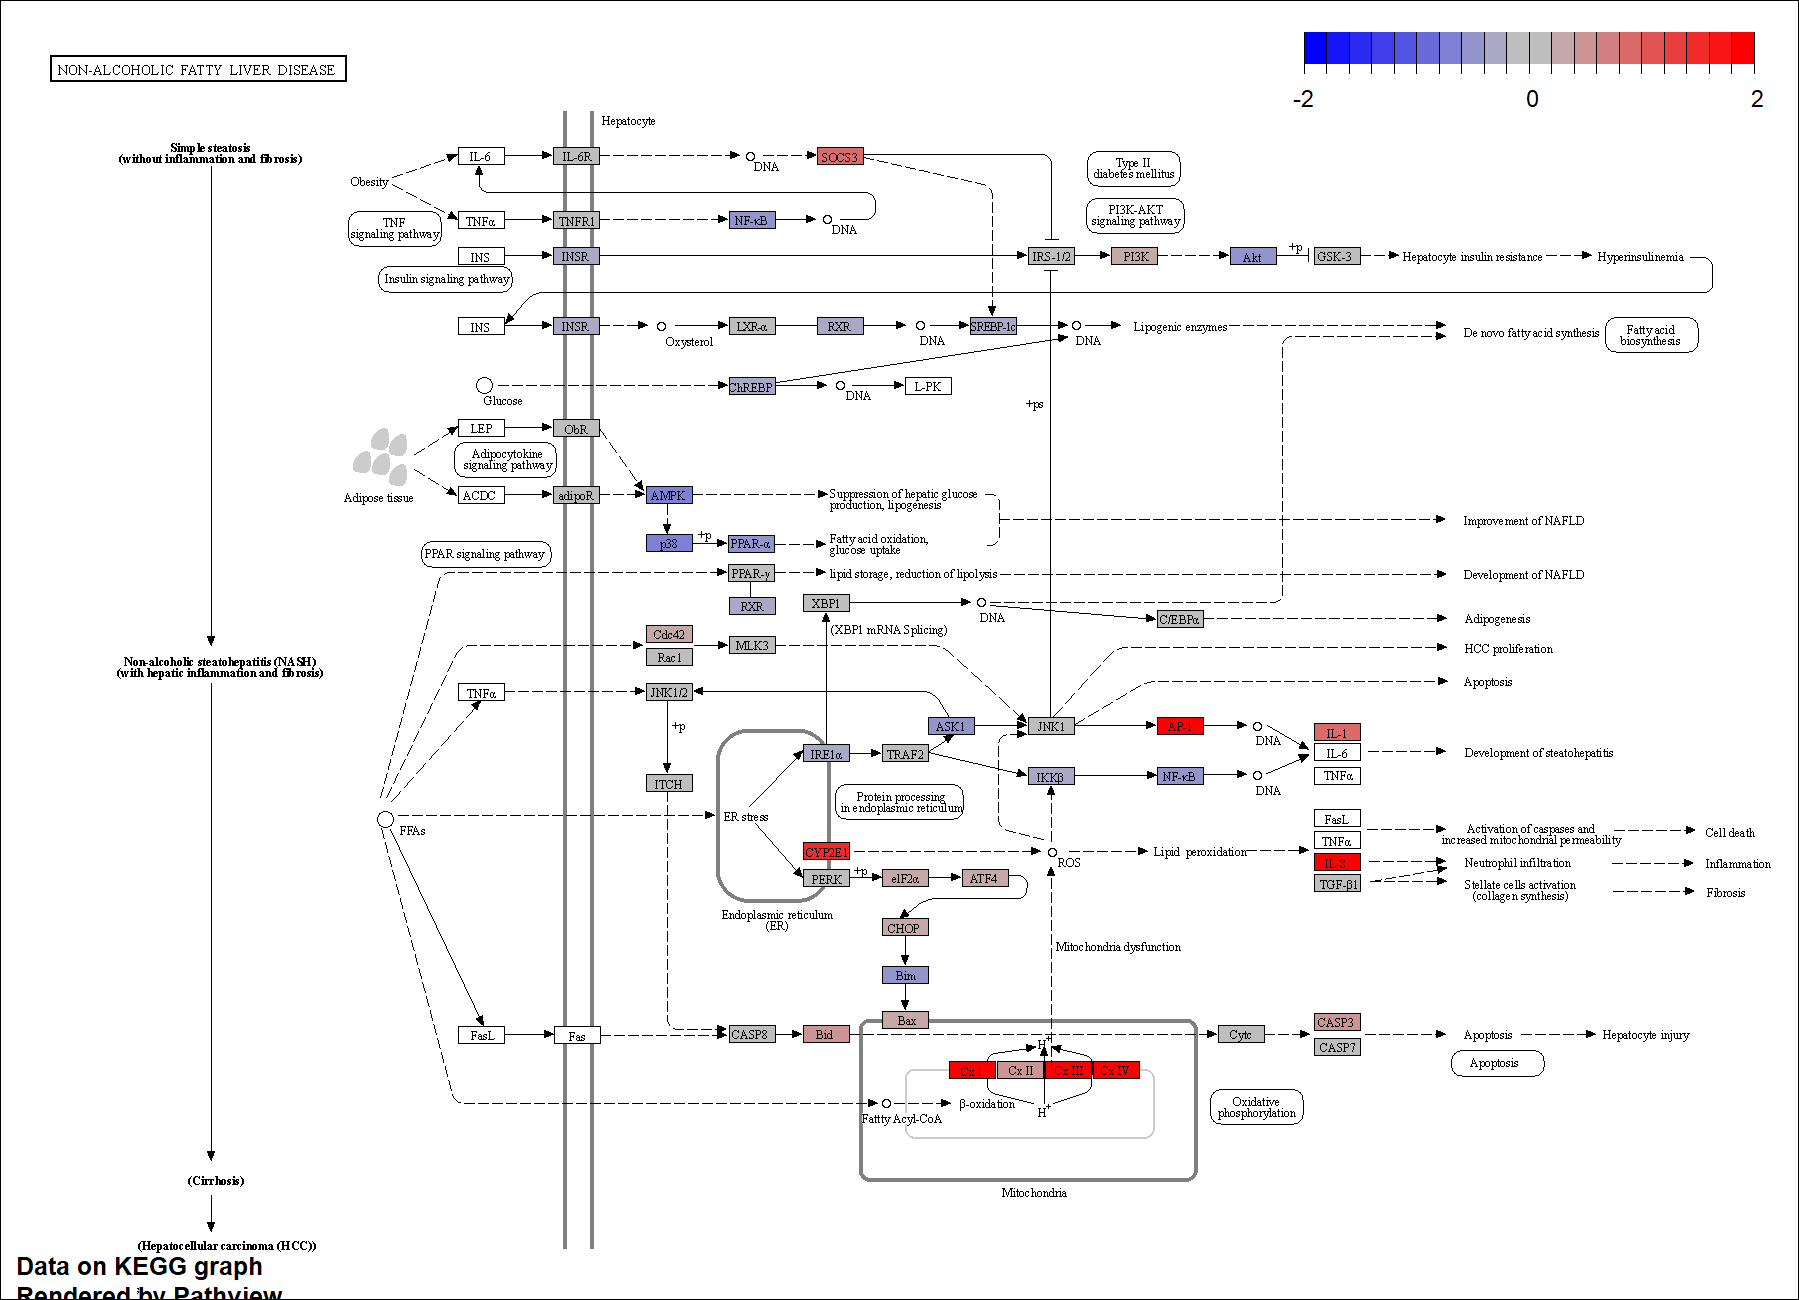 NON-ALCOHOLIC FATTY LIVER DISEASE
-2
0
2
Hepatocyte
Simple steatosis
(without inflammation and fibrosis)
Obesity
IL-6
IL-6R
DNA
SOCS3
Type II
diabetes mellitus
TNF
signaling pathway
TNFα
TNFR1
NF-κB
DNA
PI3K-AKT
signaling pathway
INS
INSR
IRS-1/2
PI3K
Akt
+p
GSK-3
Hepatocyte insulin resistance
Hyperinsulinemia
Insulin signaling pathway
INS
INSR
Oxysterol
LXR-α
RXR
DNA
SREBP-1c
DNA
Lipogenic enzymes
De novo fatty acid synthesis
Fatty acid
biosynthesis
Glucose
ChREBP
DNA
L-PK
+ps
Adipose tissue
LEP
ObR
Adipocytokine
signaling pathway
ACDC
adipoR
AMPK
Suppression of hepatic glucose
production, lipogenesis
Improvement of NAFLD
p38
+p
PPAR-α
Fatty acid oxidation,
glucose uptake
PPAR signaling pathway
PPAR-γ
lipid storage, reduction of lipolysis
Development of NAFLD
RXR
XBP1
DNA
(XBP1 mRNA Splicing)
C/EBPα
Adipogenesis
Cdc42
Rac1
MLK3
HCC proliferation
Non-alcoholic steatohepatitis (NASH)
(with hepatic inflammation and fibrosis)
Apoptosis
TNFα
JNK1/2
+p
ITCH
ASK1
JNK1
AP-1
DNA
IRE1α
TRAF2
IKKβ
NF-κB
DNA
IL-1
IL-6
TNFα
Development of steatohepatitis
Protein processing
in endoplasmic reticulum
FFAs
ER stress
CYP2E1
ROS
Lipid peroxidation
FasL
TNFα
IL-8
TGF-β1
Activation of caspases and
increased mitochondrial permeability
Cell death
Neutrophil infiltration
Inflammation
Stellate cells activation
(collagen synthesis)
Fibrosis
PERK
+p
eIF2α
ATF4
Endoplasmic reticulum
(ER)
CHOP
Mitochondria dysfunction
Bim
Bax
FasL
Fas
CASP8
Bid
Cytc
CASP3
CASP7
Apoptosis
Hepatocyte injury
Apoptosis
H+
Cx I
Cx II
Cx III
Cx IV
Fattty Acyl-CoA
β-oxidation
H+
Oxidative
phosphorylation
Mitochondria
(Cirrhosis)
(Hepatocellular carcinoma (HCC))
Data on KEGG graph
Rendered by Pathview